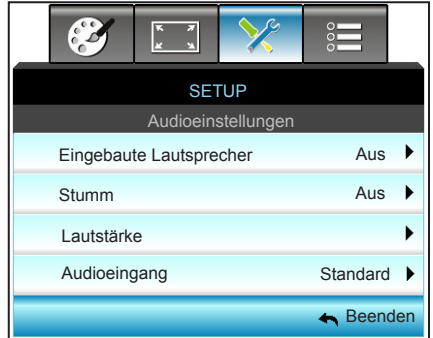 SETUP
Audioeinstellungen
Eingebaute Lautsprecher Aus
Stumm Aus
Lautstärke
Audioeingang Standard
Beenden